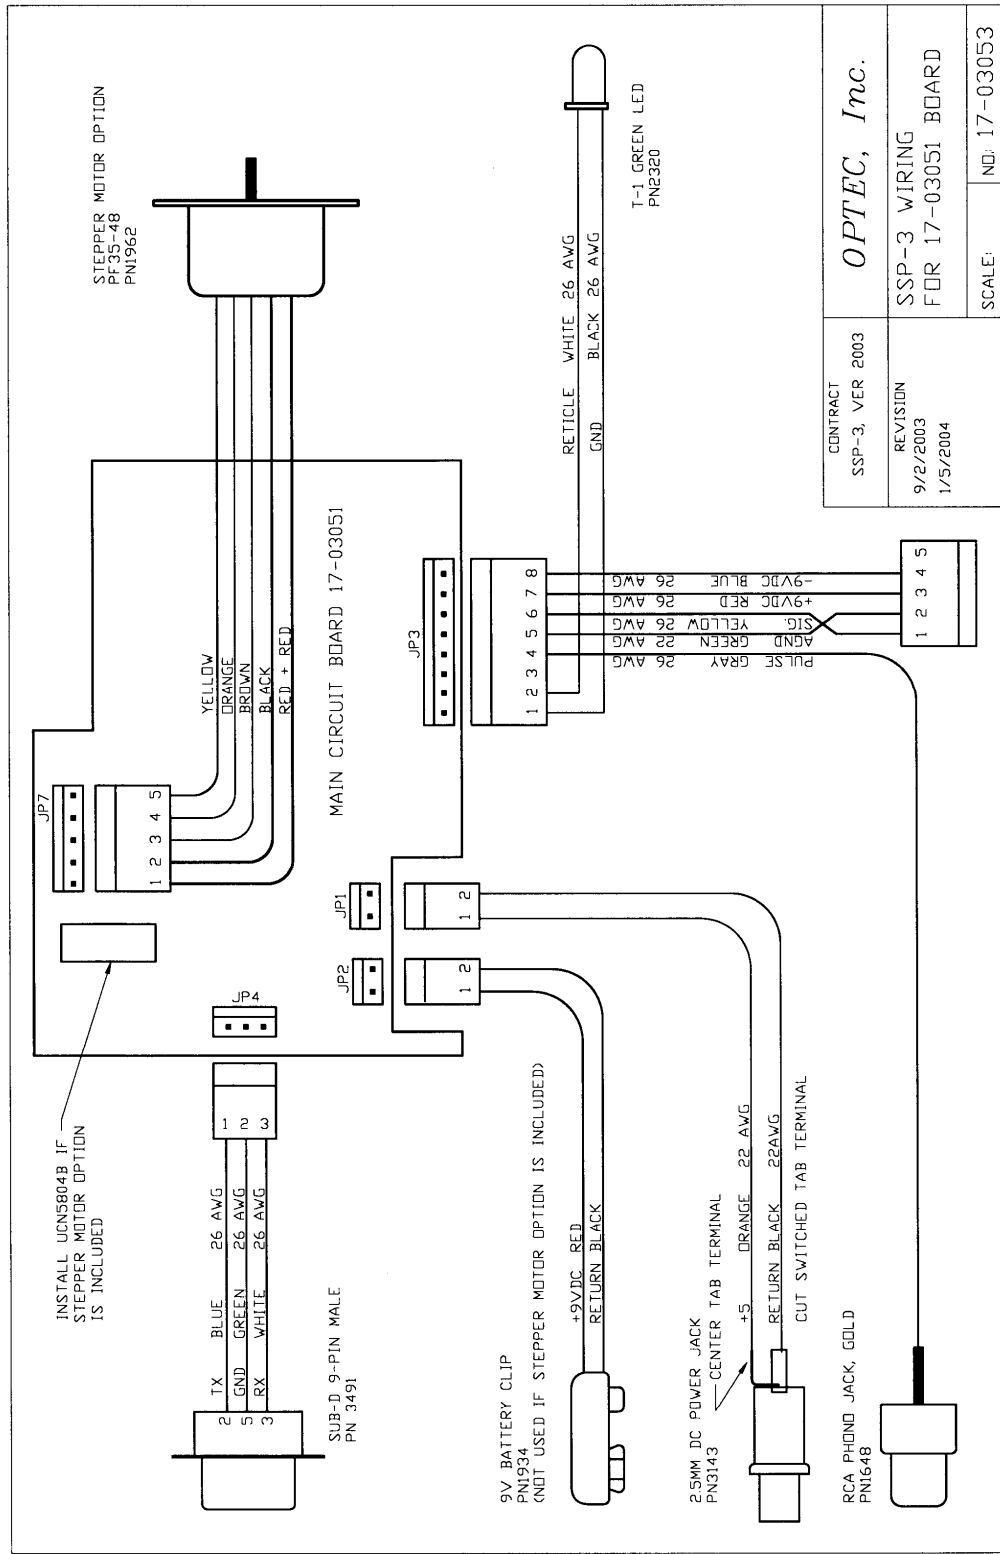 INSTALL UCN5804B IF
STEPPER MOTOR OPTION
IS INCLUDED
JP7
1 2 3 4 5
YELLOW
ORANGE
BROWN
BLACK
RED + RED
STEPPER MOTOR OPTION
PF35-48
PN1962
TX BLUE 26 AWG
GND GREEN 26 AWG
RX WHITE 26 AWG
2
5
3
1
2
3
JP4
SUB-D 9-PIN MALE
PN 3491
MAIN CIRCUIT BOARD 17-03051
JP2
JP1
1 2
1 2
JP3
1 2 3 4 5 6 7 8
9V BATTERY CLIP
PN1934
(NOT USED IF STEPPER MOTOR OPTION IS INCLUDED)
+9VDC RED
RETURN BLACK
RETICLE WHITE 26 AWG
GND BLACK 26 AWG
T-1 GREEN LED
PN2320
2.5MM DC POWER JACK
PN3143
CENTER TAB TERMINAL
+5 ORANGE 22 AWG
RETURN BLACK 22AWG
CUT SWITCHED TAB TERMINAL
PULSE GRAY 26 AWG
AGND GREEN 22 AWG
SIG. YELLOW 26 AWG
+9VDC RED 26 AWG
-9VDC BLUE 26 AWG
1 2 3 4 5
RCA PHONO JACK, GOLD
PN1648
CONTRACT
SSP-3, VER 2003
OPTEC, Inc.
REVISION
9/2/2003
1/5/2004
SSP-3 WIRING
FOR 17-03051 BOARD
SCALE:
NO: 17-03053